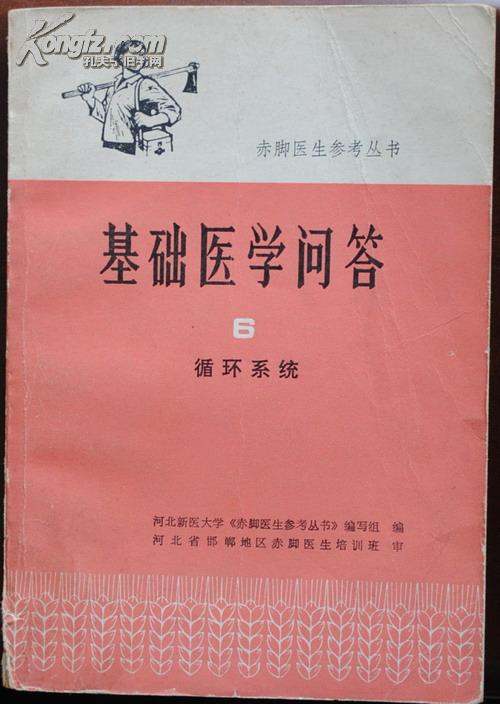 Kongfz.com
孔夫子旧书网
赤脚医生参考丛书
基础医学问答
6
循环系统
河北新医大学《赤脚医生参考丛书》编写组 编
河北省邯郸地区赤脚医生培训班 审